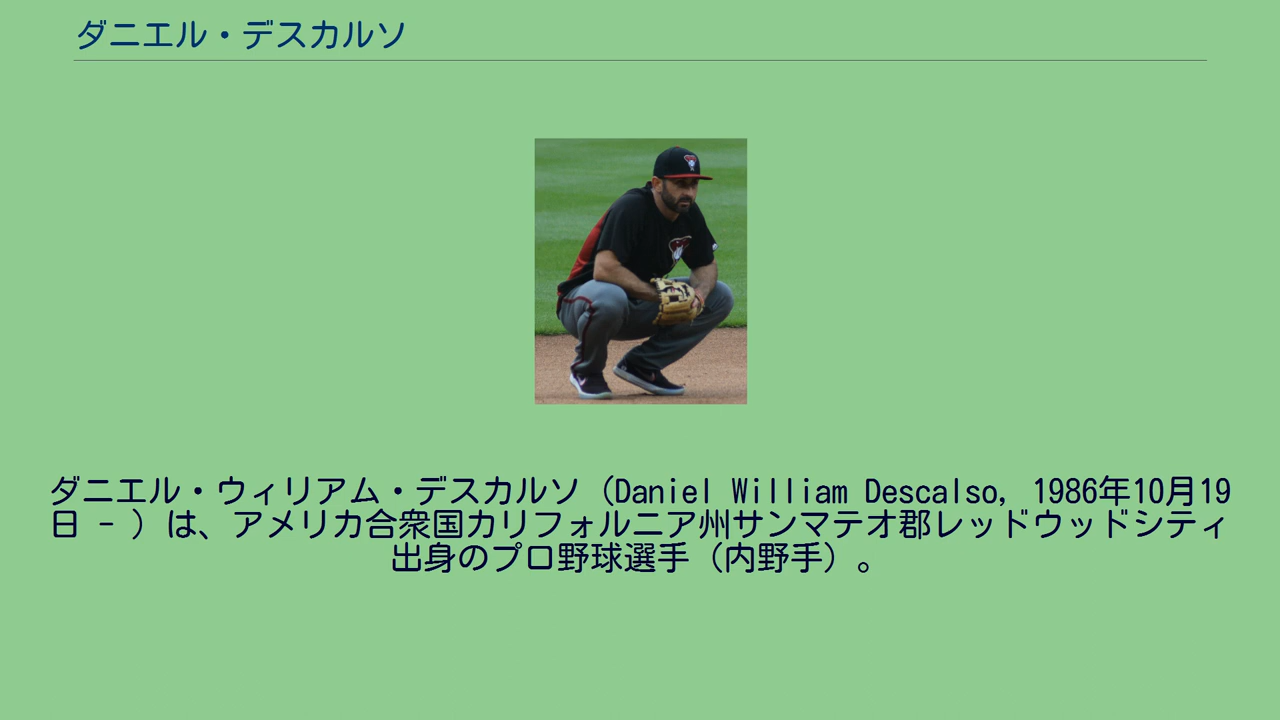 ダニエル・デスカルソ
ダニエル・ウィリアム・デスカルソ（Daniel William Descalso, 1986年10月19
日 - ）は、アメリカ合衆国カリフォルニア州サンマテオ郡レッドウッドシティ
出身のプロ野球選手（内野手）。